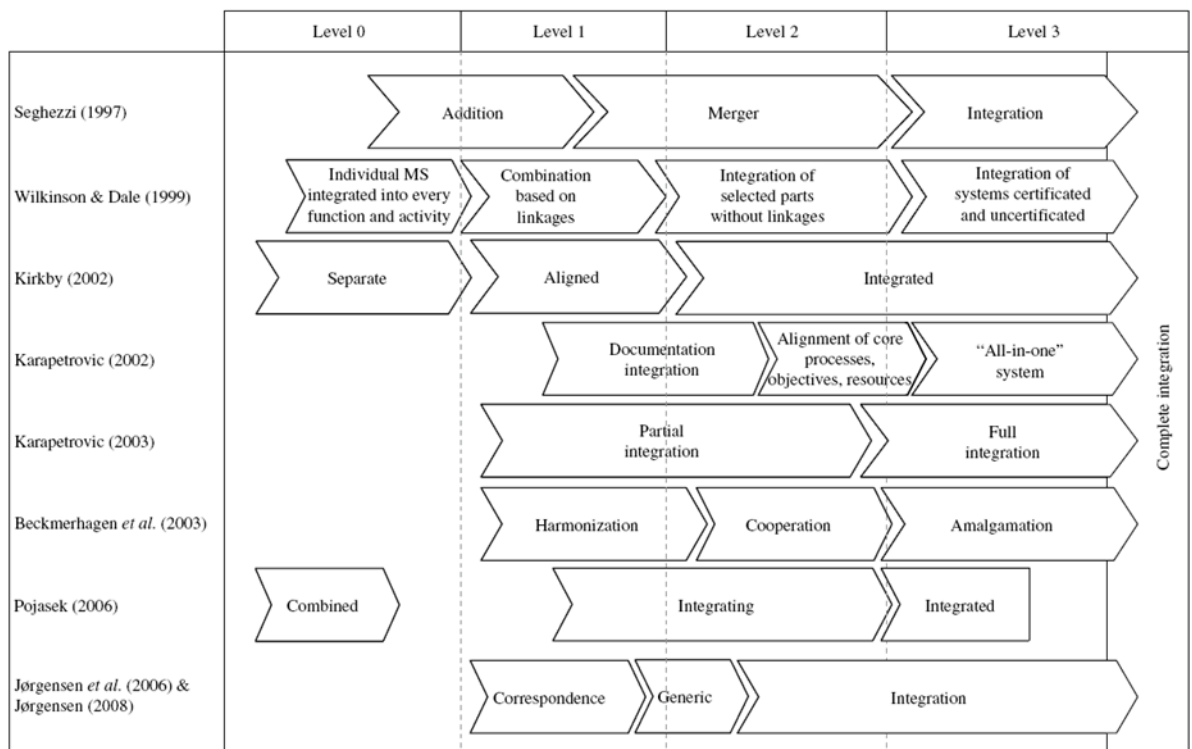 Level 0
Level 1
Level 2
Level 3
Seghezzi (1997)
Addition
Merger
Integration
Wilkinson & Dale (1999)
Individual MS
integrated into every
function and activity
Combination
based on
linkages
Integration of
selected parts
without linkages
Integration of
systems certificated
and uncertificated
Kirkby (2002)
Separate
Aligned
Integrated
Karapetrovic (2002)
Documentation
integration
Alignment of core
processes,
objectives, resources
“All-in-one”
system
Karapetrovic (2003)
Partial
integration
Full
integration
Beckmerhagen et al. (2003)
Harmonization
Cooperation
Amalgamation
Pojasek (2006)
Combined
Integrating
Integrated
Jørgensen et al. (2006) &
Jørgensen (2008)
Correspondence
Generic
Integration
Complete integration